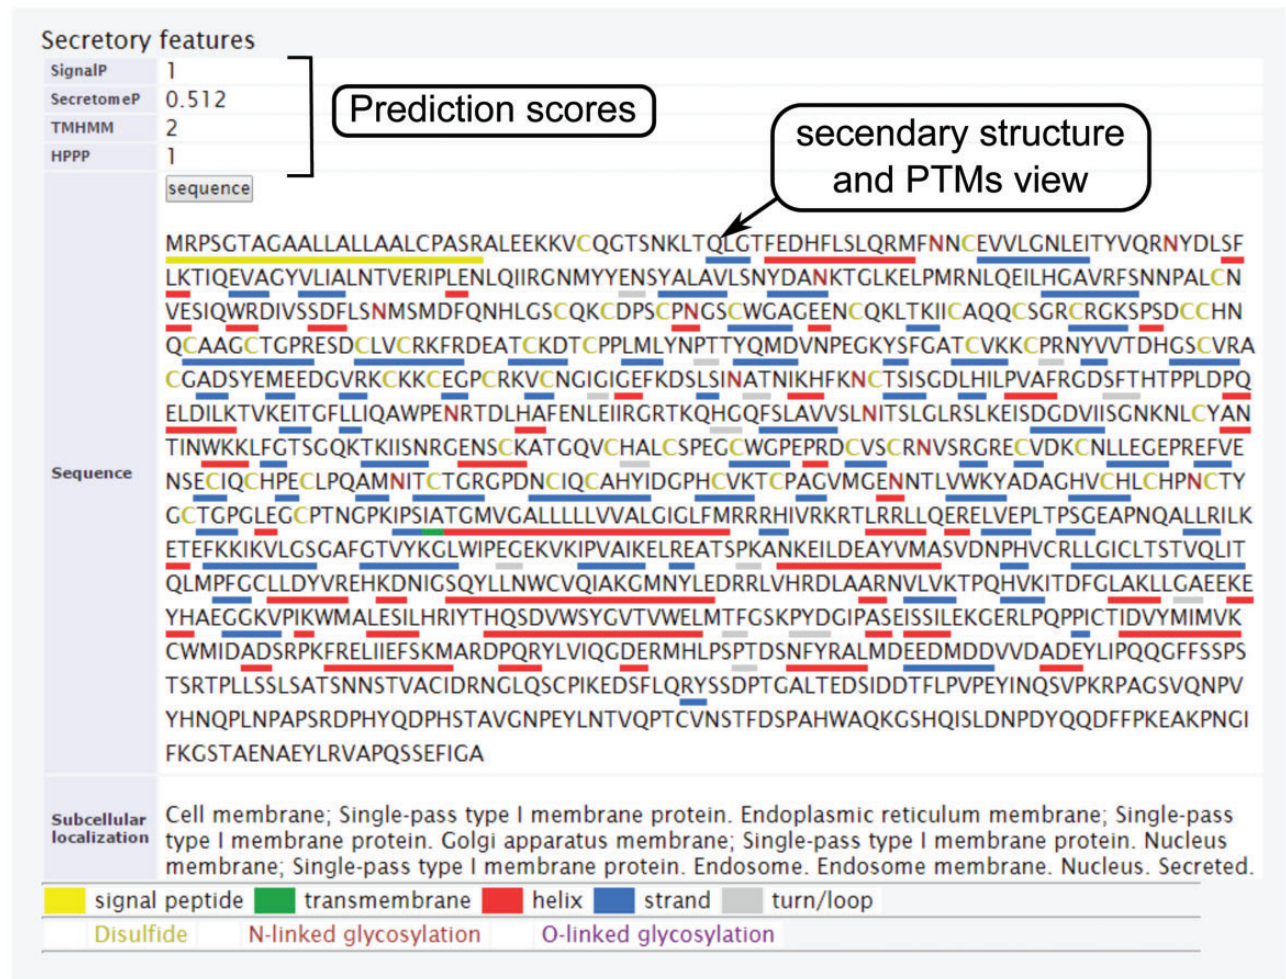 Secretory features
SignalP 1
SecretomeP 0.512
TMHMM 2
HPPP 1
Prediction scores
secendary structure
and PTMs view
sequence
Sequence
MRPSGTAGAALLALLAALCPASRALEEKKVCQGTSNKLTQLGTFEDHFLSLQRMFNNCEVVLGNLEITYVQRNYDLSF
LKTIQEVAGYVLIALNTVERIPLENLQIIRGNMYYENSYALAVLSNYDANKTGLKELPMRNLQEILHGAVRFSNNPALCN
VESIQWRDIVSSDFLSNMSMDFQNHLGSCQKCDPSCPNGSCWGAGEENCQKLTKIICAQQCSGRCRGKSPSDCCHN
QCAAGCTGPRESDCLVCRKFRDEATCKDTCPPLMLYNPTTYQMDVNPEGKYSFGATCVKKCPRNYVVTDHGSCVRA
CGADSYEMEEDGVRKCKKCEGPCRKVCNGIGIGEFKDSLSINATNIKHFKNCTSISGDLHILPVAFRGDSFTHTPPLDPQ
ELDILKTVKEITGFLLIQAWPENRTDLHAFENLEIIRGRTKQHGQFSLAVVSLNITSLGLRSLKEISDGDVIISGNKNLCYAN
TINWKKLFGTSGQKTKIISNRGENSCKATGQVCHALCSPEGCWGPEPRDCVSCRNVSRGRECVDKCNLLEGEPREFVE
NSECIQCHPECLPQAMNITCTGRGPDNCIQCAHYIDGPHCVKTCPAGVMGENNTLVWKYADAGHVCHLCHPNCTY
GCTGPGLEGCPTNGPKIPSIATGMVGALLLLLVVALGIGLFMRRRHIVRKRTLRRLLQERELVEPLTPSGEAPNQALLRILK
ETEFKKIKVLGSGAFGTVYKGLWIPEGEKVKIPVAIKELREATSPKANKEILDEAYVMASVDNPHVCRLLGICLTSTVQLIT
QLMPFGCLLDYVREHKDNIGSQYLLNWCVQIAKGMNYLEDRRLVHRDLAARNVLVKTPQHVKITDFGLAKLLGAEEKE
YHAEGGKVPIKWMALESILHRIYTHQSDVWSYGVTVWELMTFGSKPYDGIPASEISSILEKGERLPQPPICTIDVYMIMVK
CWMIDADSRPKFRELIIEFSKMARDPQRYLVIQGDERMHLPSPTDSNFYRALMDEEDMDDVVDADEYLIPQQGFFSSPS
TSRTPLLSSLSATSNNSTVACIDRNGLQSCPIKEDSFLQRYSSDPTGALTEDSIDDTFLPVPEYINQSVPKRPAGSVQNPV
YHNQPLNPAPSRDPHYQDPHSTAVGNPEYLNTVQPTCVNSTFDSPAHWAQKGSHQISLDNPDYQQDFFPKEAKPNGI
FKGSTAENAEYLRVAPQSSEFIGA
Subcellular
localization
Cell membrane; Single-pass type I membrane protein. Endoplasmic reticulum membrane; Single-pass
type I membrane protein. Golgi apparatus membrane; Single-pass type I membrane protein. Nucleus
membrane; Single-pass type I membrane protein. Endosome. Endosome membrane. Nucleus. Secreted.
signal peptide transmembrane helix strand turn/loop
Disulfide N-linked glycosylation O-linked glycosylation